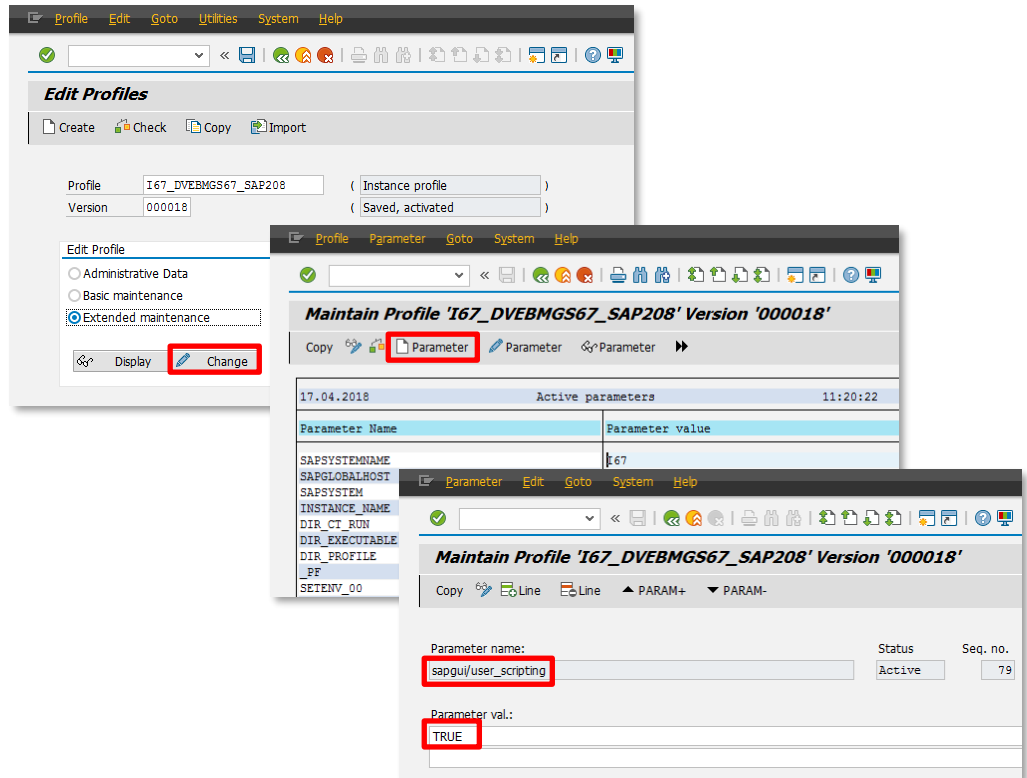 Profile Edit Goto Utilities System Help
Edit Profiles
Create Check Copy Import
Profile I67_DVEBMGS67_SAP208 ( Instance profile )
Version 000018 ( Saved, activated )
Edit Profile
Administrative Data
Basic maintenance
Extended maintenance
Display Change
Profile Parameter Goto System Help
Maintain Profile 'I67_DVEBMGS67_SAP208' Version '000018'
Copy Parameter Parameter Parameter
17.04.2018 Active parameters 11:20:22
Parameter Name Parameter value
SAPSYSTEMNAME I67
SAPGLOBALHOST
SAPSYSTEM
INSTANCE_NAME
DIR_CT_RUN
DIR_EXECUTABLE
DIR_PROFILE
_PF
SETENV_00
Parameter Edit Goto System Help
Maintain Profile 'I67_DVEBMGS67_SAP208' Version '000018'
Copy Line Line PARAM+ PARAM-
Parameter name: Status Seq. no.
sapgui/user_scripting Active 79
Parameter val.:
TRUE